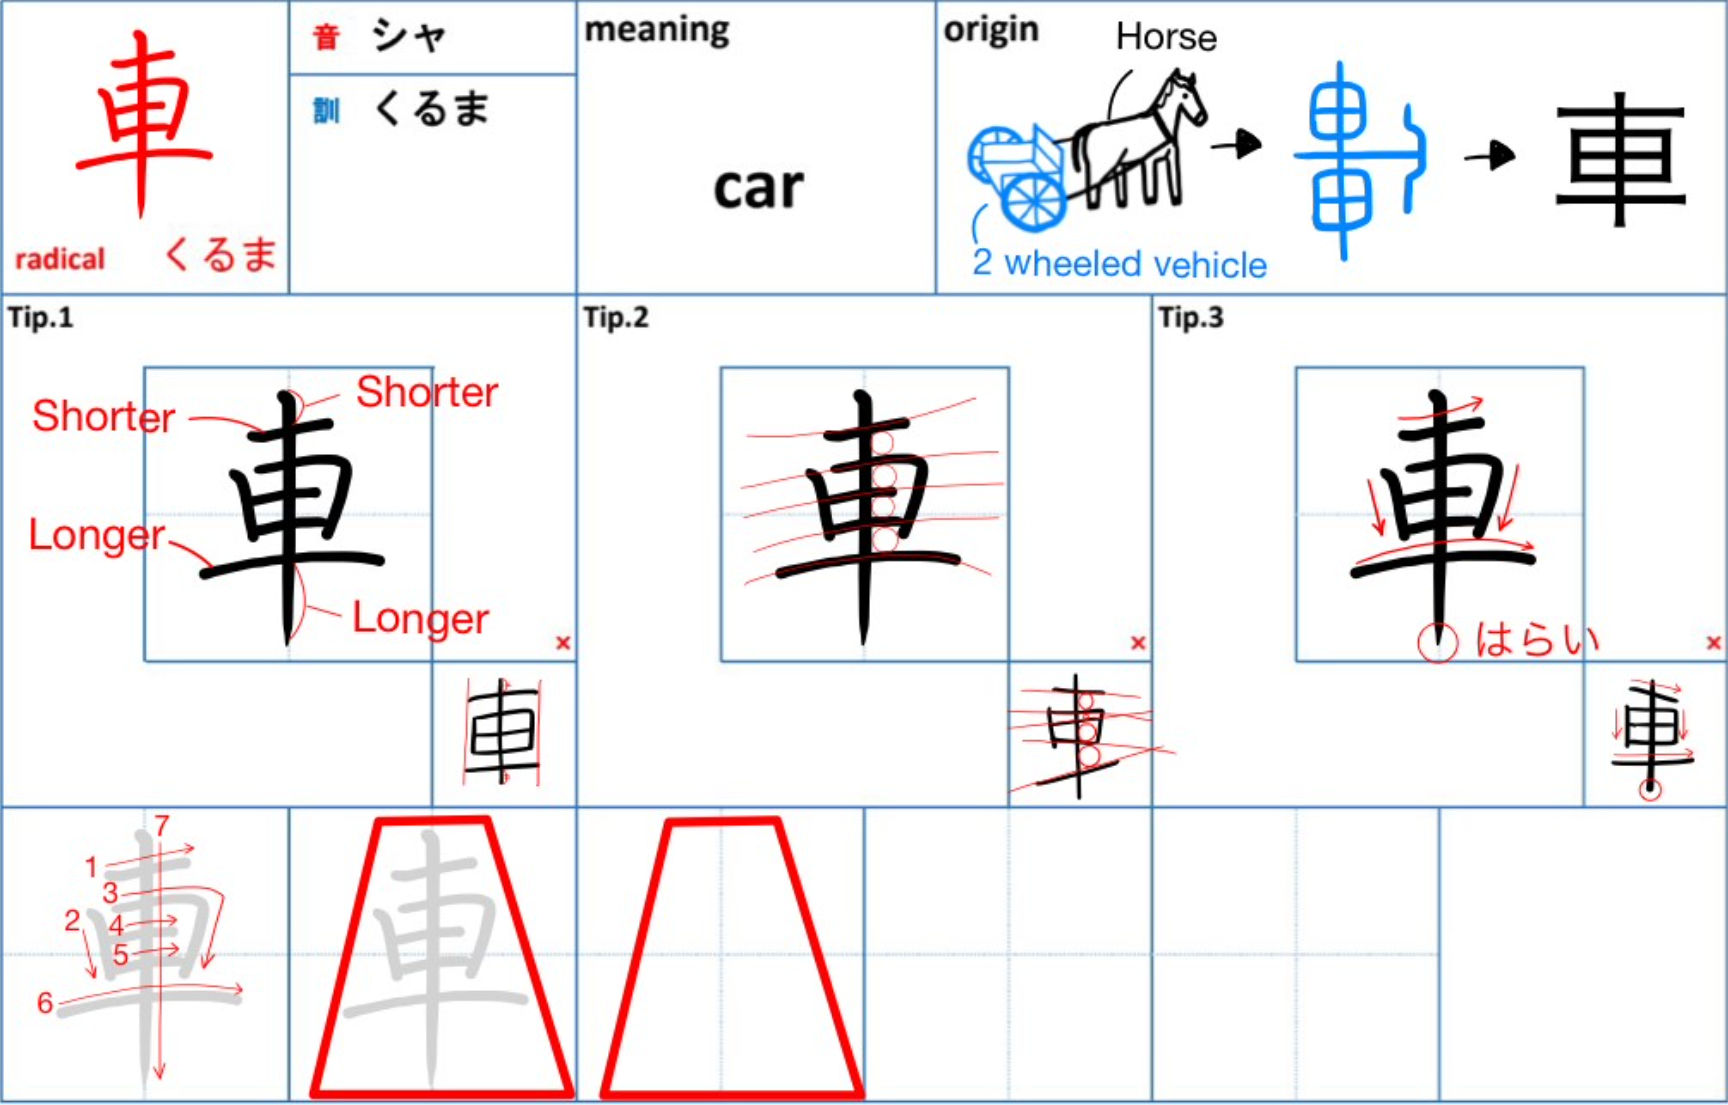 車
radical くるま
音 シャ
訓 くるま
meaning
car
origin
Horse
2 wheeled vehicle
車
Tip.1
Shorter
Shorter
車
Longer
Longer
×
車
Tip.2
車
×
車
Tip.3
車
はらい
×
車
車
7
1
3
2
4
5
6
車